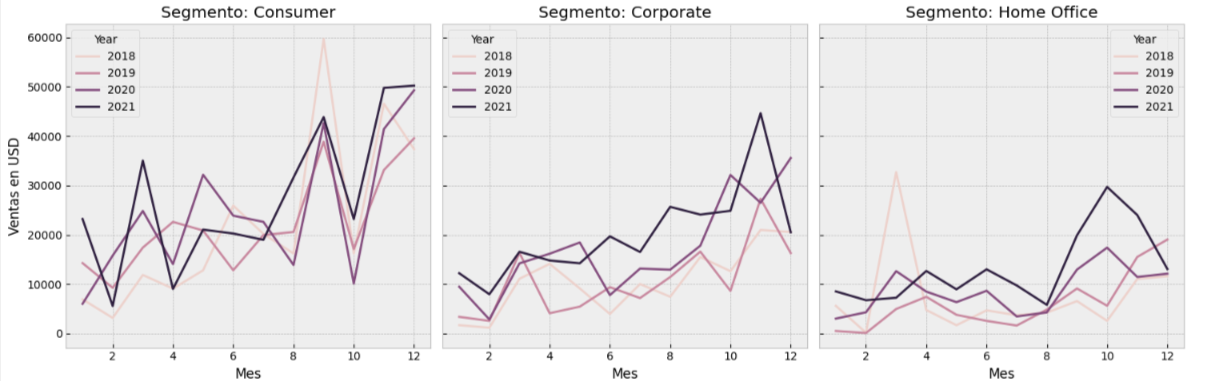 Segmento: Consumer
Segmento: Corporate
Segmento: Home Office
Ventas en USD
60000
50000
40000
30000
20000
10000
0
Year
2018
2019
2020
2021
2 4 6 8 10 12
Mes
Year
2018
2019
2020
2021
2 4 6 8 10 12
Mes
Year
2018
2019
2020
2021
2 4 6 8 10 12
Mes